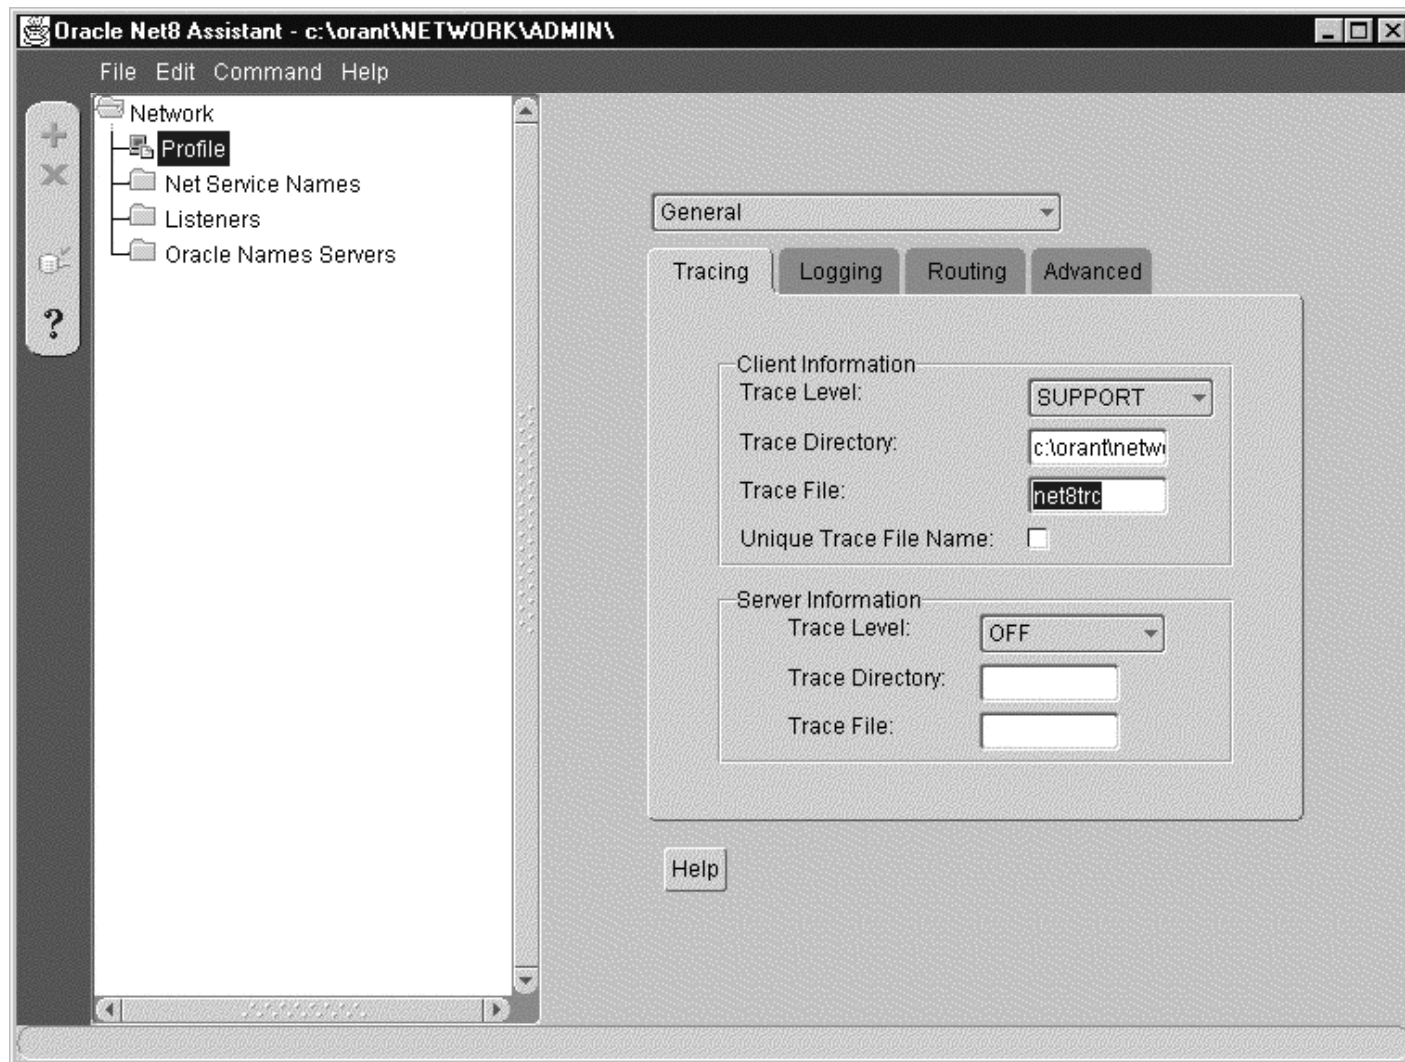 Oracle Net8 Assistant - c:\orant\NETWORK\ADMIN\
File Edit Command Help
Network
Profile
Net Service Names
Listeners
Oracle Names Servers
?
General
Tracing Logging Routing Advanced
Client Information
Trace Level: SUPPORT
Trace Directory: c:\orant\netw
Trace File: net8trc
Unique Trace File Name:
Server Information
Trace Level: OFF
Trace Directory:
Trace File:
Help